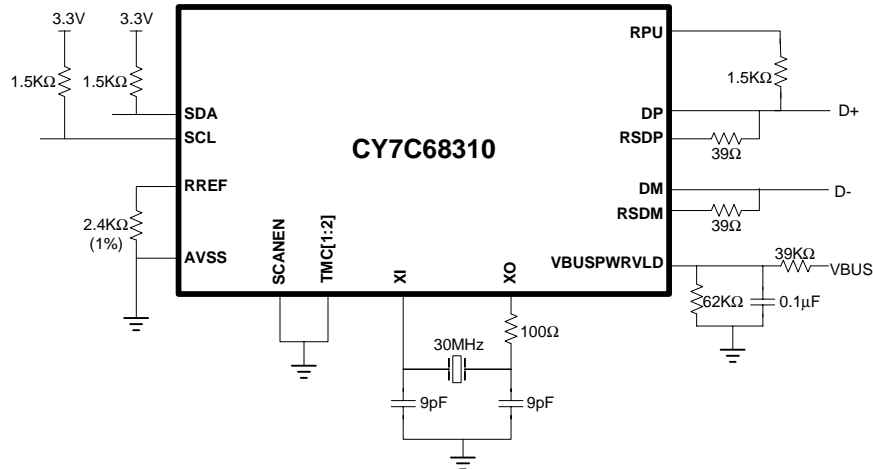 3.3V 3.3V
1.5KΩ 1.5KΩ
SDA
SCL
RREF
2.4KΩ
(1%)
AVSS
CY7C68310
SCANEN
TMC[1:2]
XI
XO
RPU
1.5KΩ
DP
D+
RSDP
39Ω
DM
D-
RSDM
39Ω
VBUSPWRVLD
39KΩ
VBUS
62KΩ
0.1µF
100Ω
30MHz
9pF 9pF